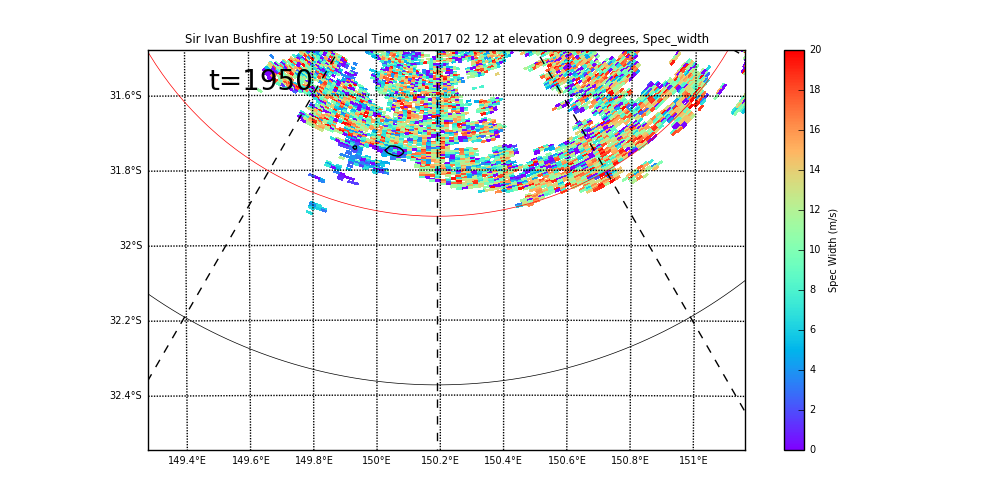 Sir Ivan Bushfire at 19:50 Local Time on 2017 02 12 at elevation 0.9 degrees, Spec_width
t=1950
31.6°S
31.8°S
32°S
32.2°S
32.4°S
149.4°E 149.6°E 149.8°E 150°E 150.2°E 150.4°E 150.6°E 150.8°E 151°E
20
18
16
14
12
10
8
6
4
2
0
Spec Width (m/s)